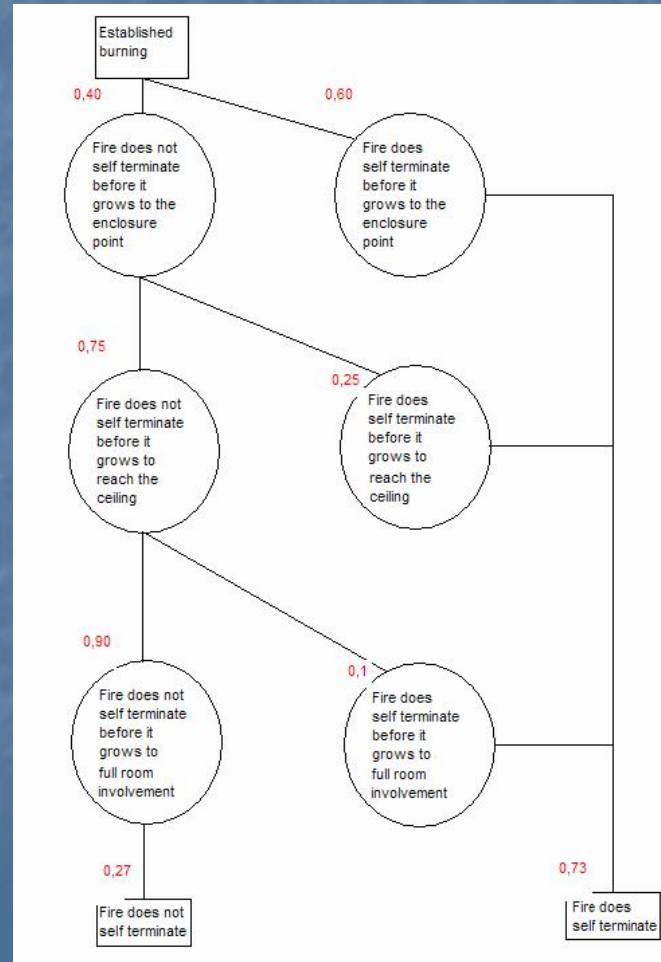 Established
burning
0,40
0,60
Fire does not
self terminate
before it
grows to the
enclosure
point
Fire does
self terminate
before it
grows to the
enclosure
point
0,75
0,25
Fire does not
self terminate
before it
grows to
reach the
ceiling
Fire does
self terminate
before it
grows to
reach the
ceiling
0,90
0,1
Fire does not
self terminate
before it
grows to
full room
involvement
Fire does
self terminate
before it
grows to
full room
involvement
0,27
0,73
Fire does not
self terminate
Fire does
self terminate